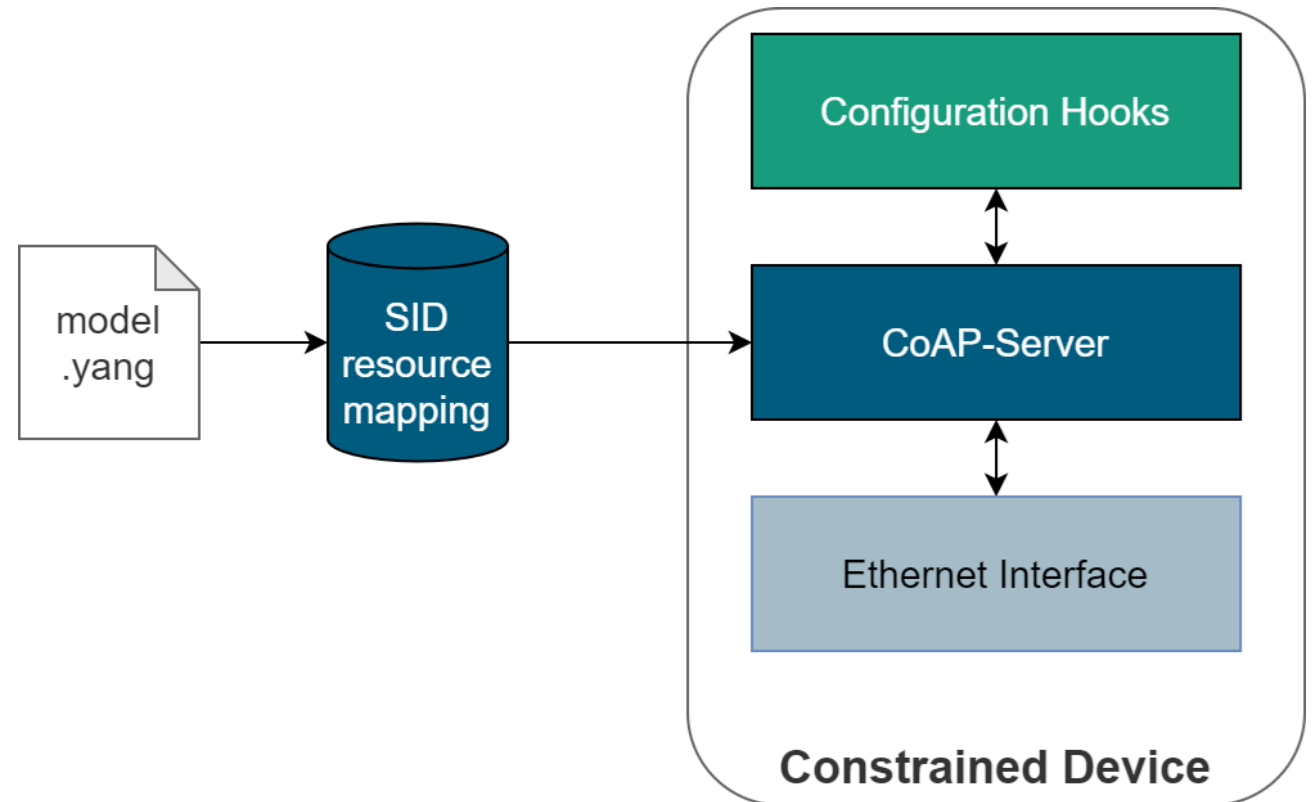 model
.yang
SID
resource
mapping
Configuration Hooks
CoAP-Server
Ethernet Interface
Constrained Device